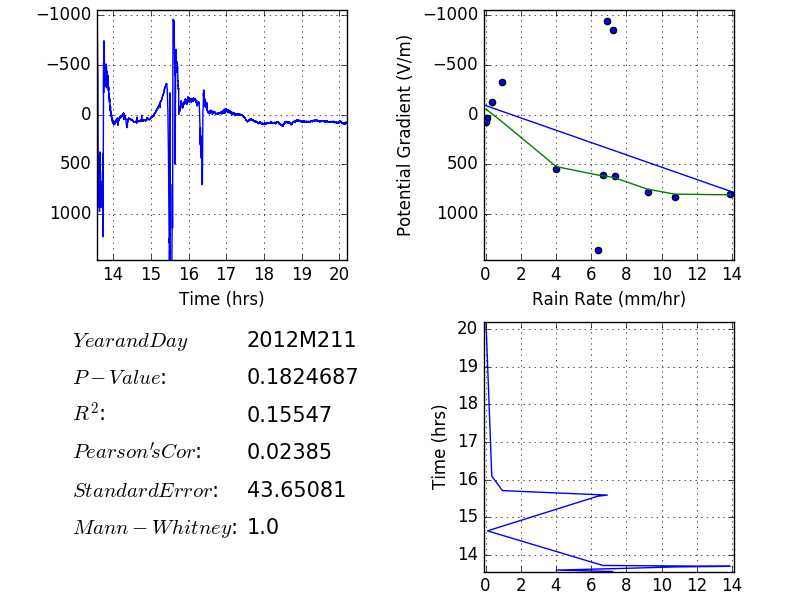 −1000
−500
0
500
1000
14 15 16 17 18 19 20
Time (hrs)
−1000
−500
0
500
1000
Potential Gradient (V/m)
0 2 4 6 8 10 12 14
Rain Rate (mm/hr)
YearandDay 2012M211
P−Value: 0.1824687
R²: 0.15547
Pearson'sCor: 0.02385
StandardError: 43.65081
Mann−Whitney: 1.0
20
19
18
17
16
15
14
Time (hrs)
0 2 4 6 8 10 12 14